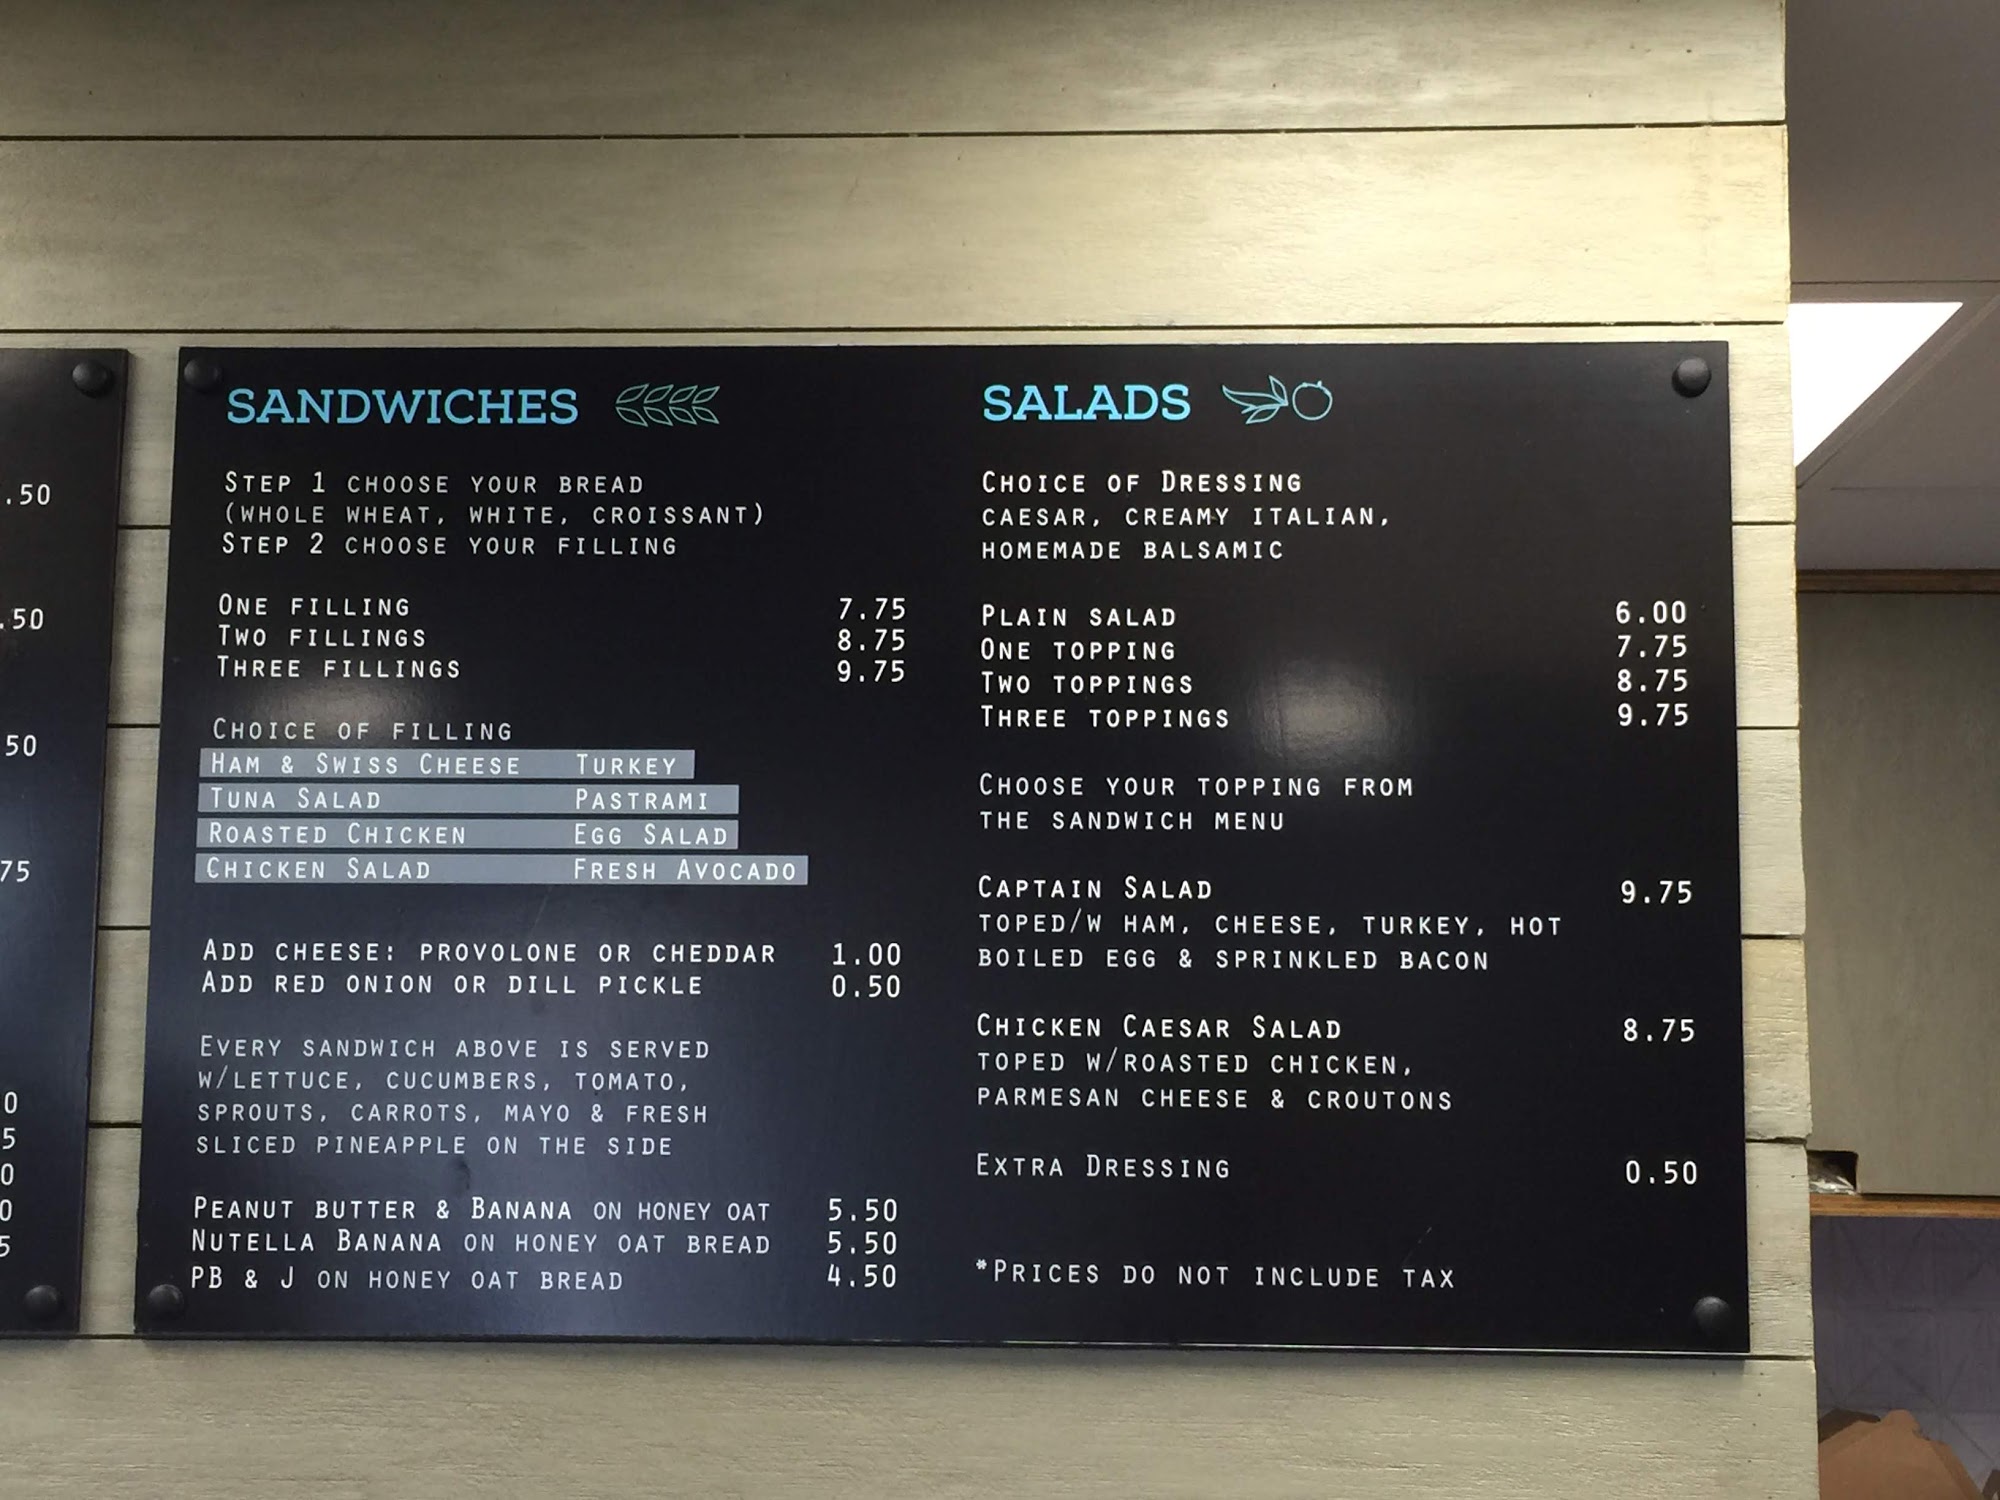 .50
.50
50
75
0
5
0
0
5
SANDWICHES
STEP 1 CHOOSE YOUR BREAD
(WHOLE WHEAT, WHITE, CROISSANT)
STEP 2 CHOOSE YOUR FILLING
ONE FILLING 7.75
TWO FILLINGS 8.75
THREE FILLINGS 9.75
CHOICE OF FILLING
HAM & SWISS CHEESE TURKEY
TUNA SALAD PASTRAMI
ROASTED CHICKEN EGG SALAD
CHICKEN SALAD FRESH AVOCADO
ADD CHEESE: PROVOLONE OR CHEDDAR 1.00
ADD RED ONION OR DILL PICKLE 0.50
EVERY SANDWICH ABOVE IS SERVED
W/LETTUCE, CUCUMBERS, TOMATO,
SPROUTS, CARROTS, MAYO & FRESH
SLICED PINEAPPLE ON THE SIDE
PEANUT BUTTER & BANANA ON HONEY OAT 5.50
NUTELLA BANANA ON HONEY OAT BREAD 5.50
PB & J ON HONEY OAT BREAD 4.50
SALADS
CHOICE OF DRESSING
CAESAR, CREAMY ITALIAN,
HOMEMADE BALSAMIC
PLAIN SALAD 6.00
ONE TOPPING 7.75
TWO TOPPINGS 8.75
THREE TOPPINGS 9.75
CHOOSE YOUR TOPPING FROM
THE SANDWICH MENU
CAPTAIN SALAD 9.75
TOPED/W HAM, CHEESE, TURKEY, HOT
BOILED EGG & SPRINKLED BACON
CHICKEN CAESAR SALAD 8.75
TOPED W/ROASTED CHICKEN,
PARMESAN CHEESE & CROUTONS
EXTRA DRESSING 0.50
*PRICES DO NOT INCLUDE TAX